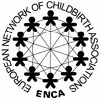 EUROPEAN NETWORK OF CHILDBIRTH ASSOCIATIONS
ENCA